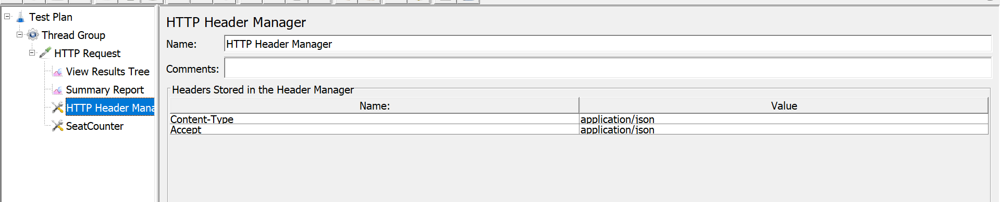 Test Plan
Thread Group
HTTP Request
View Results Tree
Summary Report
HTTP Header Mana
SeatCounter
HTTP Header Manager
Name: HTTP Header Manager
Comments:
Headers Stored in the Header Manager
Name: Value
Content-Type application/json
Accept application/json